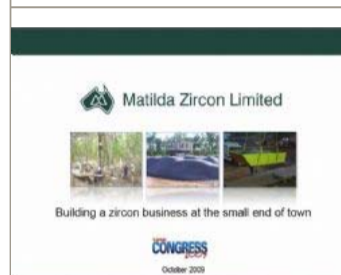 Matilda Zircon Limited
Building a zircon business at the small end of town
CONGRESS
October 2009